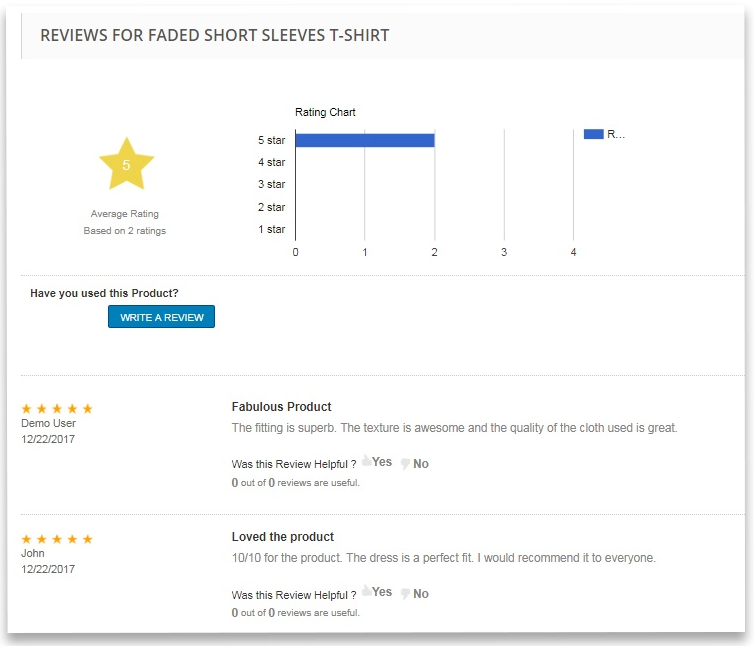 REVIEWS FOR FADED SHORT SLEEVES T-SHIRT
Rating Chart
5 star
4 star
3 star
2 star
1 star
0 1 2 3 4
R...
5
Average Rating
Based on 2 ratings
Have you used this Product?
WRITE A REVIEW
Demo User
12/22/2017
Fabulous Product
The fitting is superb. The texture is awesome and the quality of the cloth used is great.
Was this Review Helpful ? Yes No
0 out of 0 reviews are useful.
John
12/22/2017
Loved the product
10/10 for the product. The dress is a perfect fit. I would recommend it to everyone.
Was this Review Helpful ? Yes No
0 out of 0 reviews are useful.